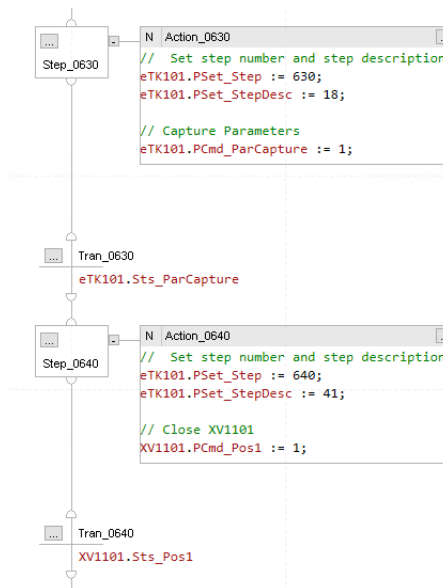 ...
N Action_0630 ...
Step_0630
// Set step number and step description
eTK101.PSet_Step := 630;
eTK101.PSet_StepDesc := 18;
// Capture Parameters
eTK101.PCmd_ParCapture := 1;
... Tran_0630
eTK101.Sts_ParCapture
...
N Action_0640
Step_0640
// Set step number and step description
eTK101.PSet_Step := 640;
eTK101.PSet_StepDesc := 41;
// Close XV1101
XV1101.PCmd_Pos1 := 1;
... Tran_0640
XV1101.Sts_Pos1